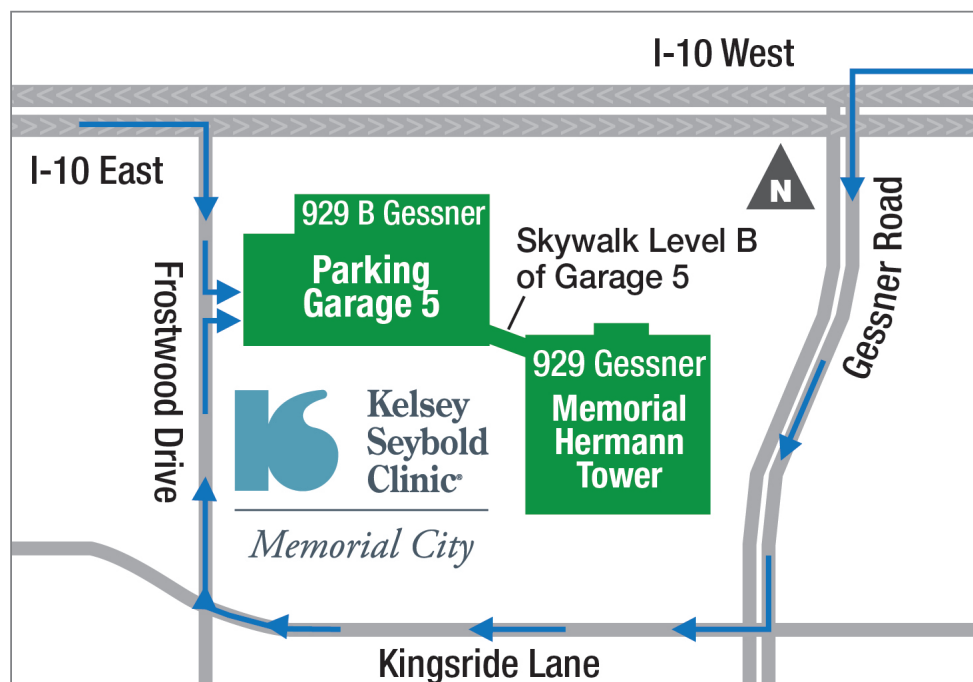 I-10 West
I-10 East
N
929 B Gessner
Parking
Garage 5
Skywalk Level B
of Garage 5
929 Gessner
Memorial
Hermann
Tower
Gessner Road
Frostwood Drive
Kelsey
Seybold
Clinic®
Memorial City
Kingsride Lane